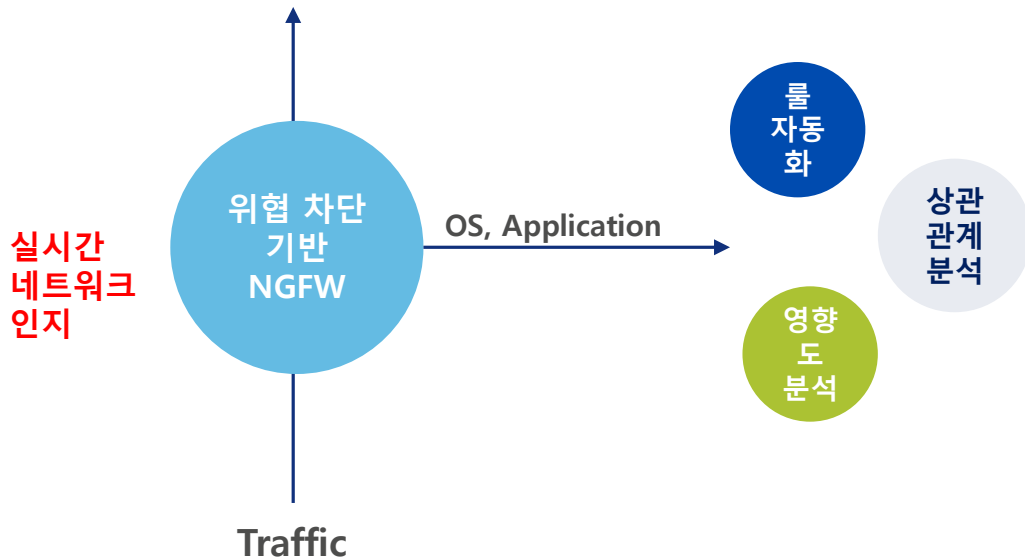 룰
자동
화
위협 차단
기반
NGFW
OS, Application
상관
관계
분석
실시간
네트워크
인지
영향
도
분석
Traffic